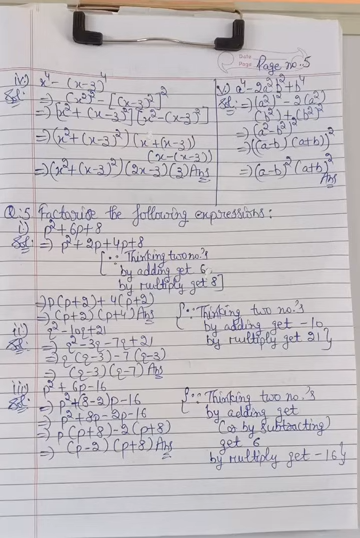 Date
Page
Page no. 5
iv) x⁴ - (x-3)⁴
Sol: ⇒ (x²)² - [(x-3)²]²
⇒ [x² + (x-3)²] [x² - (x-3)²]
⇒ (x² + (x-3)²) (x + (x-3))
(x - (x-3))
⇒ (x² + (x-3)²) (2x-3) (3) Ans
v) a⁴ - 2a²b² + b⁴
Sol: ⇒ (a²)² - 2(a²)
(b²) + (b²)²
⇒ (a² - b²)²
⇒ ((a-b) (a+b))²
⇒ (a-b)² (a+b)²
Ans
Q:5 Factorise the following expressions:
i) p² + 6p + 8
Sol: ⇒ p² + 2p + 4p + 8
[∵ Thinking two no.'s
by adding get 6,
by multiply get 8]
⇒ p(p+2) + 4(p+2)
⇒ (p+2) (p+4) Ans
ii) q² - 10q + 21
Sol: q² - 3q - 7q + 21
⇒ q(q-3) - 7(q-3)
⇒ (q-3) (q-7) Ans
{∵ Thinking two no.'s
by adding get -10
by multiply get 21}
iii) p² + 6p - 16
Sol: ⇒ p² + (8-2)p - 16
⇒ p² + 8p - 2p - 16
⇒ p(p+8) - 2(p+8)
⇒ (p-2) (p+8) Ans
{∵ Thinking two no.'s
by adding get
(or by subtracting)
get 6
by multiply get -16}